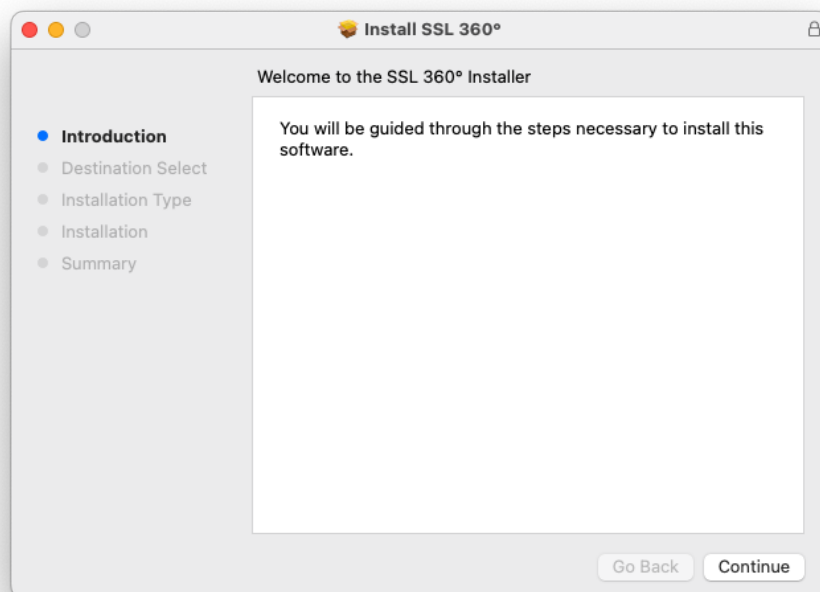 Install SSL 360°
Welcome to the SSL 360° Installer
Introduction
Destination Select
Installation Type
Installation
Summary
You will be guided through the steps necessary to install this
software.
Go Back
Continue